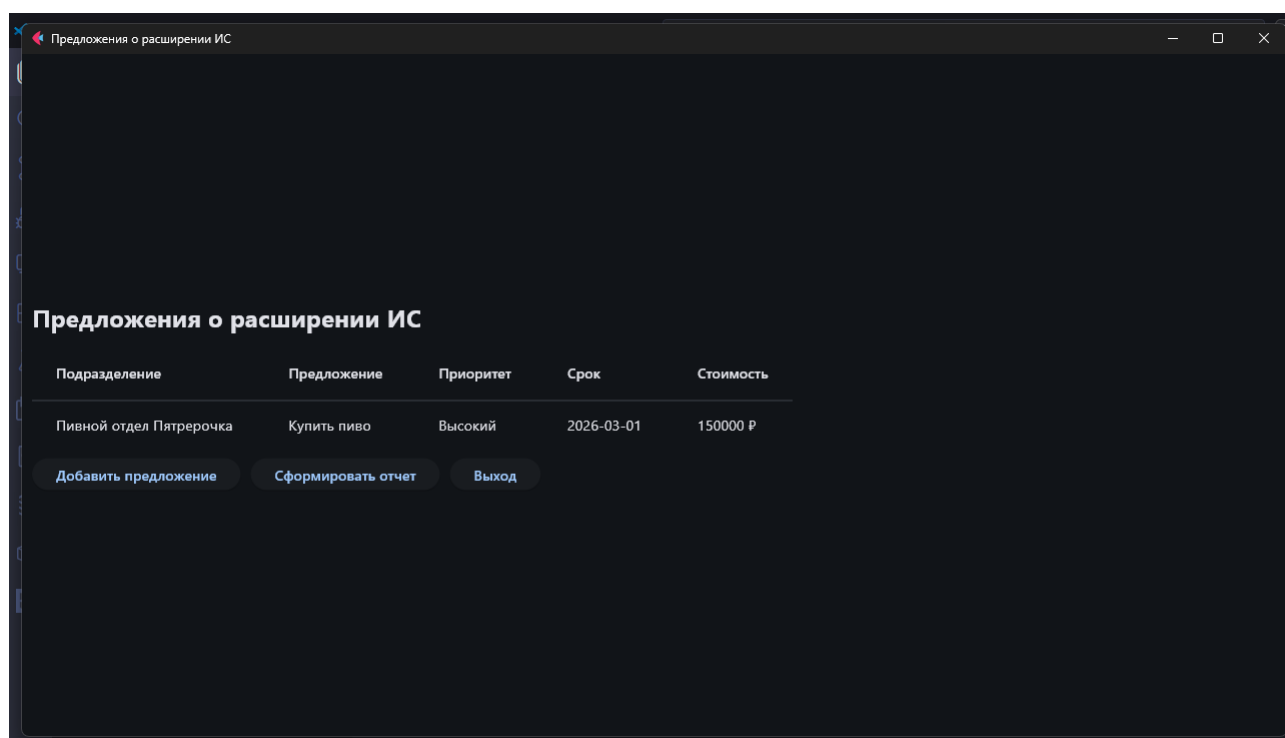 Предложения о расширении ИС
Предложения о расширении ИС
Подразделение Предложение Приоритет Срок Стоимость
Пивной отдел Пятрерочка Купить пиво Высокий 2026-03-01 150000 ₽
Добавить предложение Сформировать отчет Выход